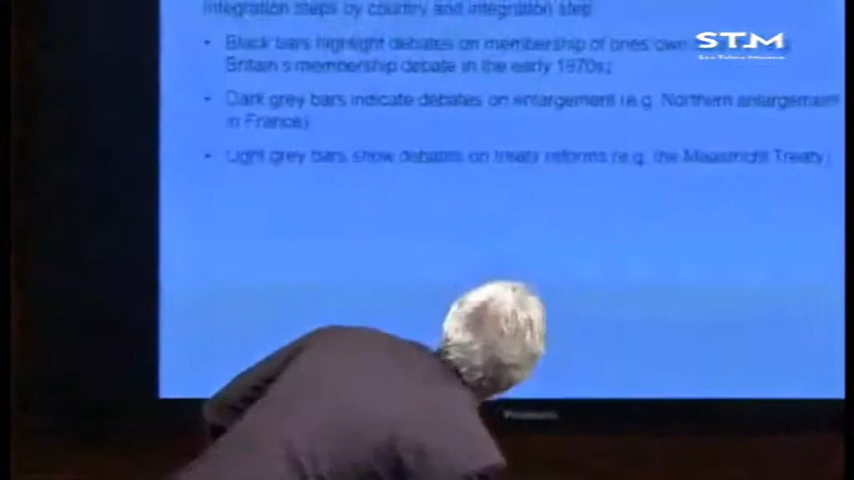 integration steps by country and integration step.
• Black bars highlight debates on membership of ones own
Britain's membership debate in the early 1970s;
• Dark grey bars indicate debates on enlargement (e.g. Northern enlargement
in France)
• Light grey bars show debates on treaty reforms (e.g. the Maastricht Treaty)
ST.M
Panasonic